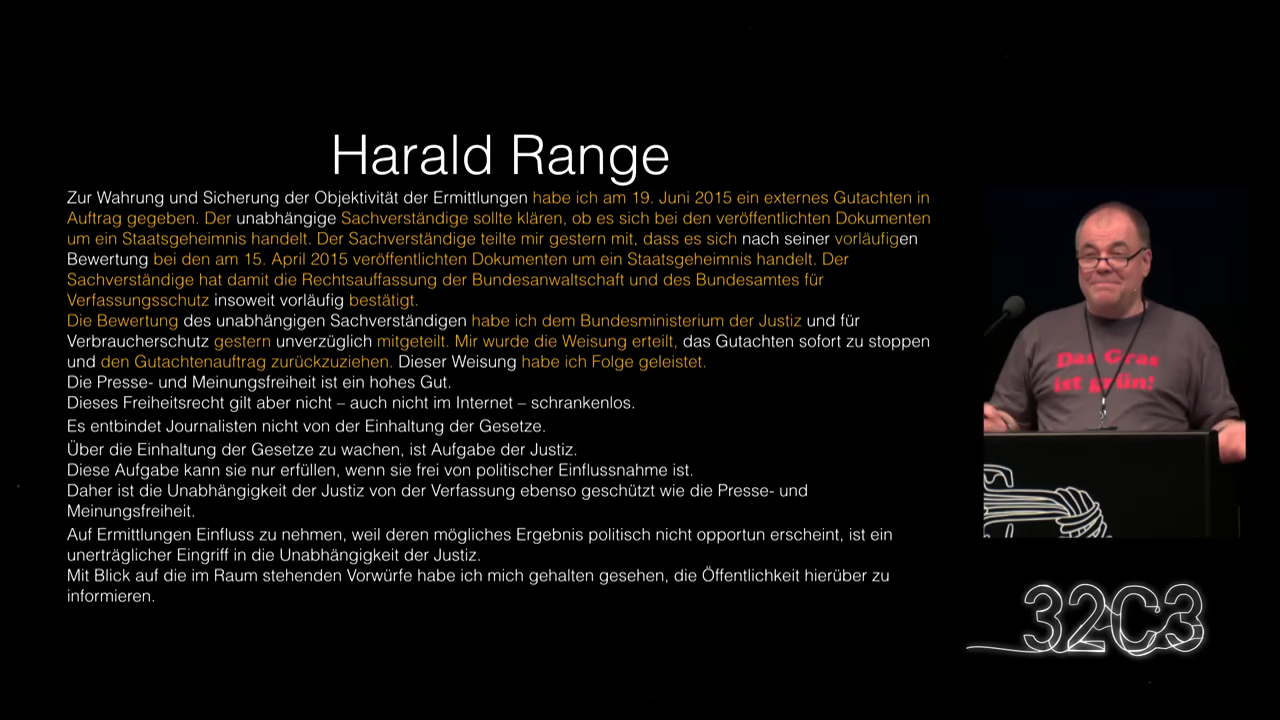 Harald Range
Zur Wahrung und Sicherung der Objektivität der Ermittlungen habe ich am 19. Juni 2015 ein externes Gutachten in
Auftrag gegeben. Der unabhängige Sachverständige sollte klären, ob es sich bei den veröffentlichten Dokumenten
um ein Staatsgeheimnis handelt. Der Sachverständige teilte mir gestern mit, dass es sich nach seiner vorläufigen
Bewertung bei den am 15. April 2015 veröffentlichten Dokumenten um ein Staatsgeheimnis handelt. Der
Sachverständige hat damit die Rechtsauffassung der Bundesanwaltschaft und des Bundesamtes für
Verfassungsschutz insoweit vorläufig bestätigt.
Die Bewertung des unabhängigen Sachverständigen habe ich dem Bundesministerium der Justiz und für
Verbraucherschutz gestern unverzüglich mitgeteilt. Mir wurde die Weisung erteilt, das Gutachten sofort zu stoppen
und den Gutachtenauftrag zurückzuziehen. Dieser Weisung habe ich Folge geleistet.
Die Presse- und Meinungsfreiheit ist ein hohes Gut.
Dieses Freiheitsrecht gilt aber nicht – auch nicht im Internet – schrankenlos.
Es entbindet Journalisten nicht von der Einhaltung der Gesetze.
Über die Einhaltung der Gesetze zu wachen, ist Aufgabe der Justiz.
Diese Aufgabe kann sie nur erfüllen, wenn sie frei von politischer Einflussnahme ist.
Daher ist die Unabhängigkeit der Justiz von der Verfassung ebenso geschützt wie die Presse- und
Meinungsfreiheit.
Auf Ermittlungen Einfluss zu nehmen, weil deren mögliches Ergebnis politisch nicht opportun erscheint, ist ein
unerträglicher Eingriff in die Unabhängigkeit der Justiz.
Mit Blick auf die im Raum stehenden Vorwürfe habe ich mich gehalten gesehen, die Öffentlichkeit hierüber zu
informieren.
Das Gras
ist grün!
32C3